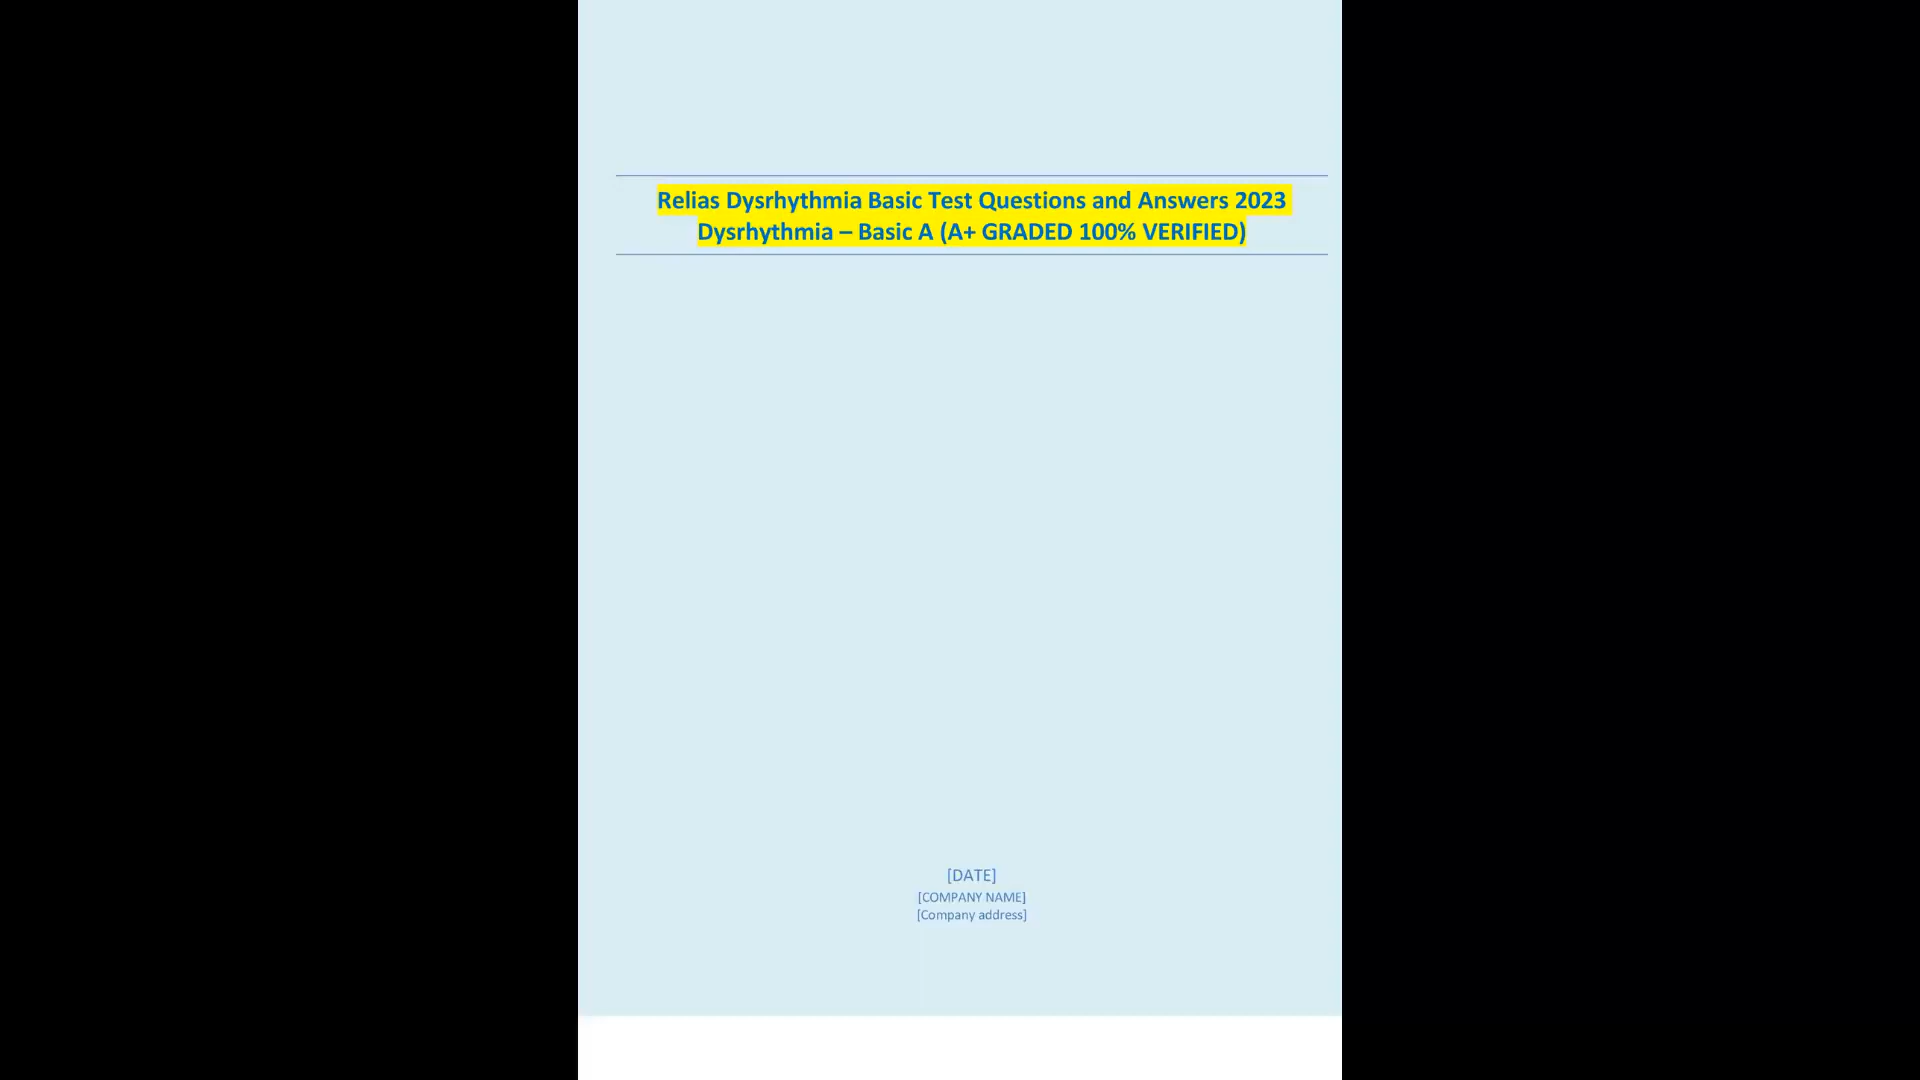 Relias Dysrhythmia Basic Test Questions and Answers 2023
Dysrhythmia – Basic A (A+ GRADED 100% VERIFIED)
[DATE]
[COMPANY NAME]
[Company address]